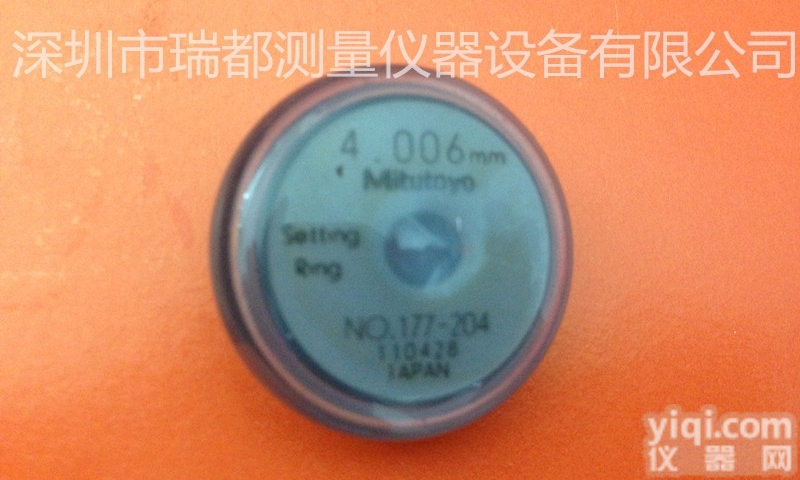 深圳市瑞都测量仪器设备有限公司
4.006mm
Mitutoyo
Setting
Ring
NO.177-204
110428
JAPAN
yiqi.com
仪器网